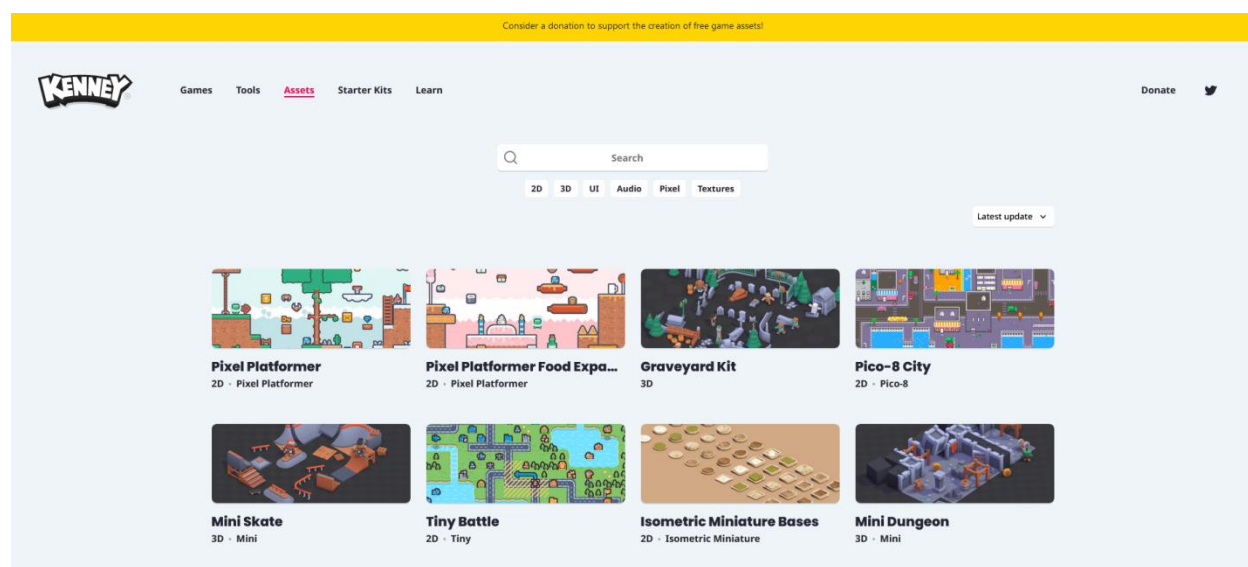 Consider a donation to support the creation of free game assets!
KENNEY
Games Tools Assets Starter Kits Learn Donate
Search
2D 3D UI Audio Pixel Textures
Latest update
Pixel Platformer Pixel Platformer Food Expa... Graveyard Kit Pico-8 City
2D · Pixel Platformer 2D · Pixel Platformer 3D 2D · Pico-8
Mini Skate Tiny Battle Isometric Miniature Bases Mini Dungeon
3D · Mini 2D · Tiny 2D · Isometric Miniature 3D · Mini